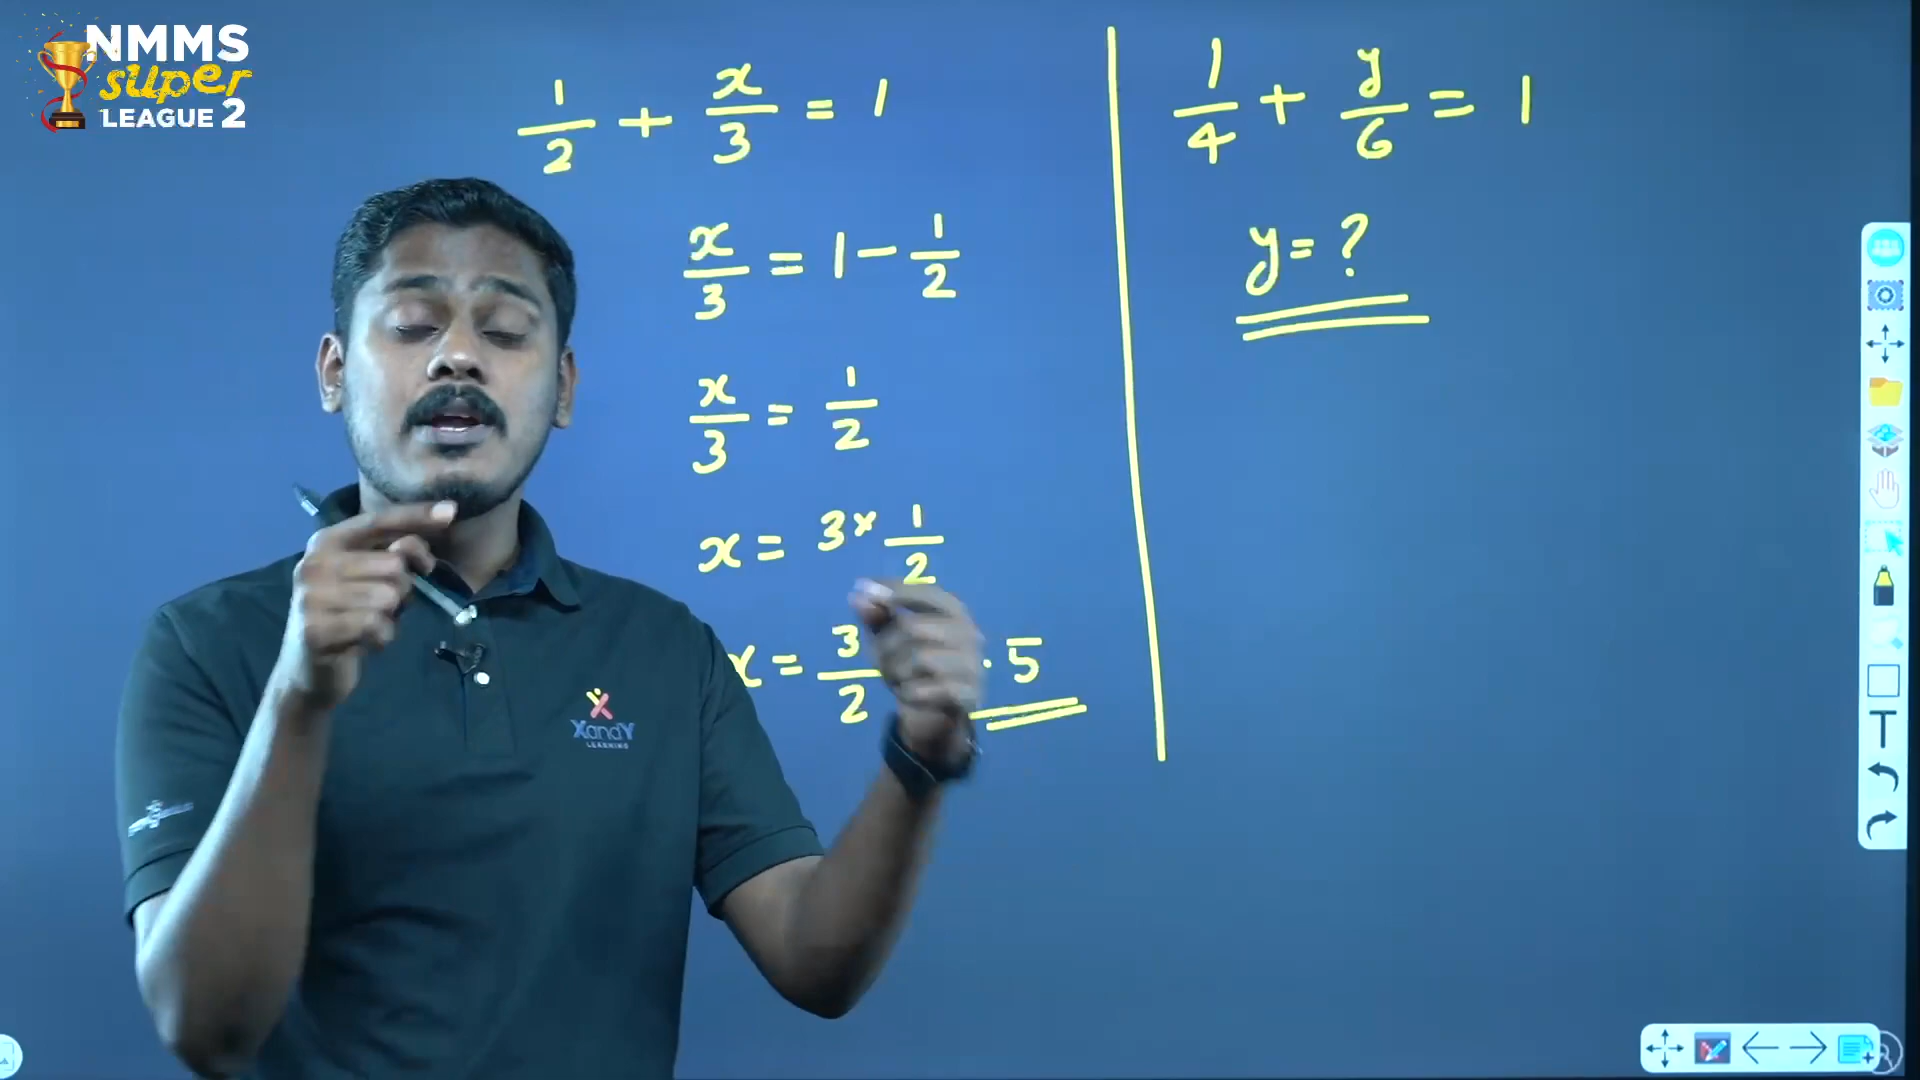 NMMS
super
LEAGUE 2
1/2 + x/3 = 1
x/3 = 1 - 1/2
x/3 = 1/2
x = 3 × 1/2
x = 3/2 .5
1/4 + y/6 = 1
y = ?
XandY
LEARNING
T